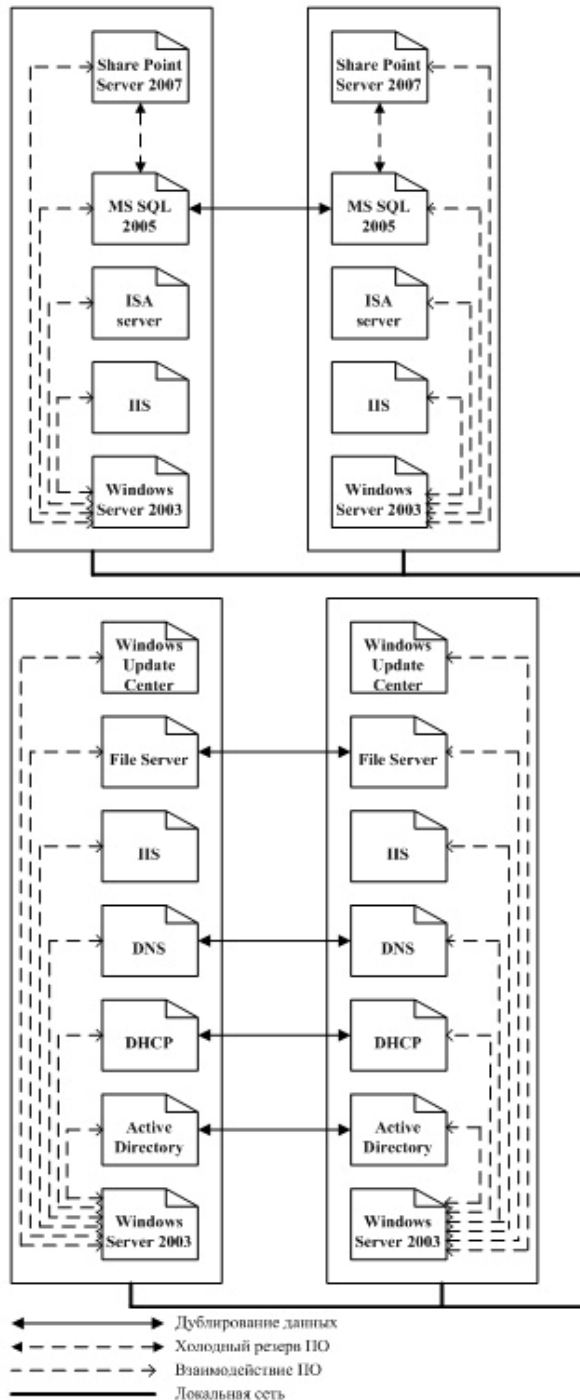 Share Point
Server 2007
Share Point
Server 2007
MS SQL
2005
MS SQL
2005
ISA
server
ISA
server
IIS
IIS
Windows
Server 2003
Windows
Server 2003
Windows
Update
Center
Windows
Update
Center
File Server
File Server
IIS
IIS
DNS
DNS
DHCP
DHCP
Active
Directory
Active
Directory
Windows
Server 2003
Windows
Server 2003
Дублирование данных
Холодный резерв ПО
Взаимодействие ПО
Локальная сеть